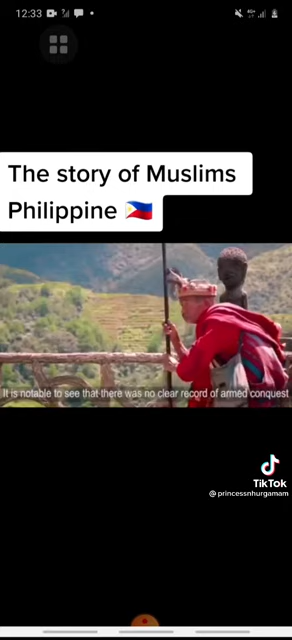 12:33
The story of Muslims
Philippine 🇵🇭
It is notable to see that there was no clear record of armed conquest
TikTok
@princessnhurgamam